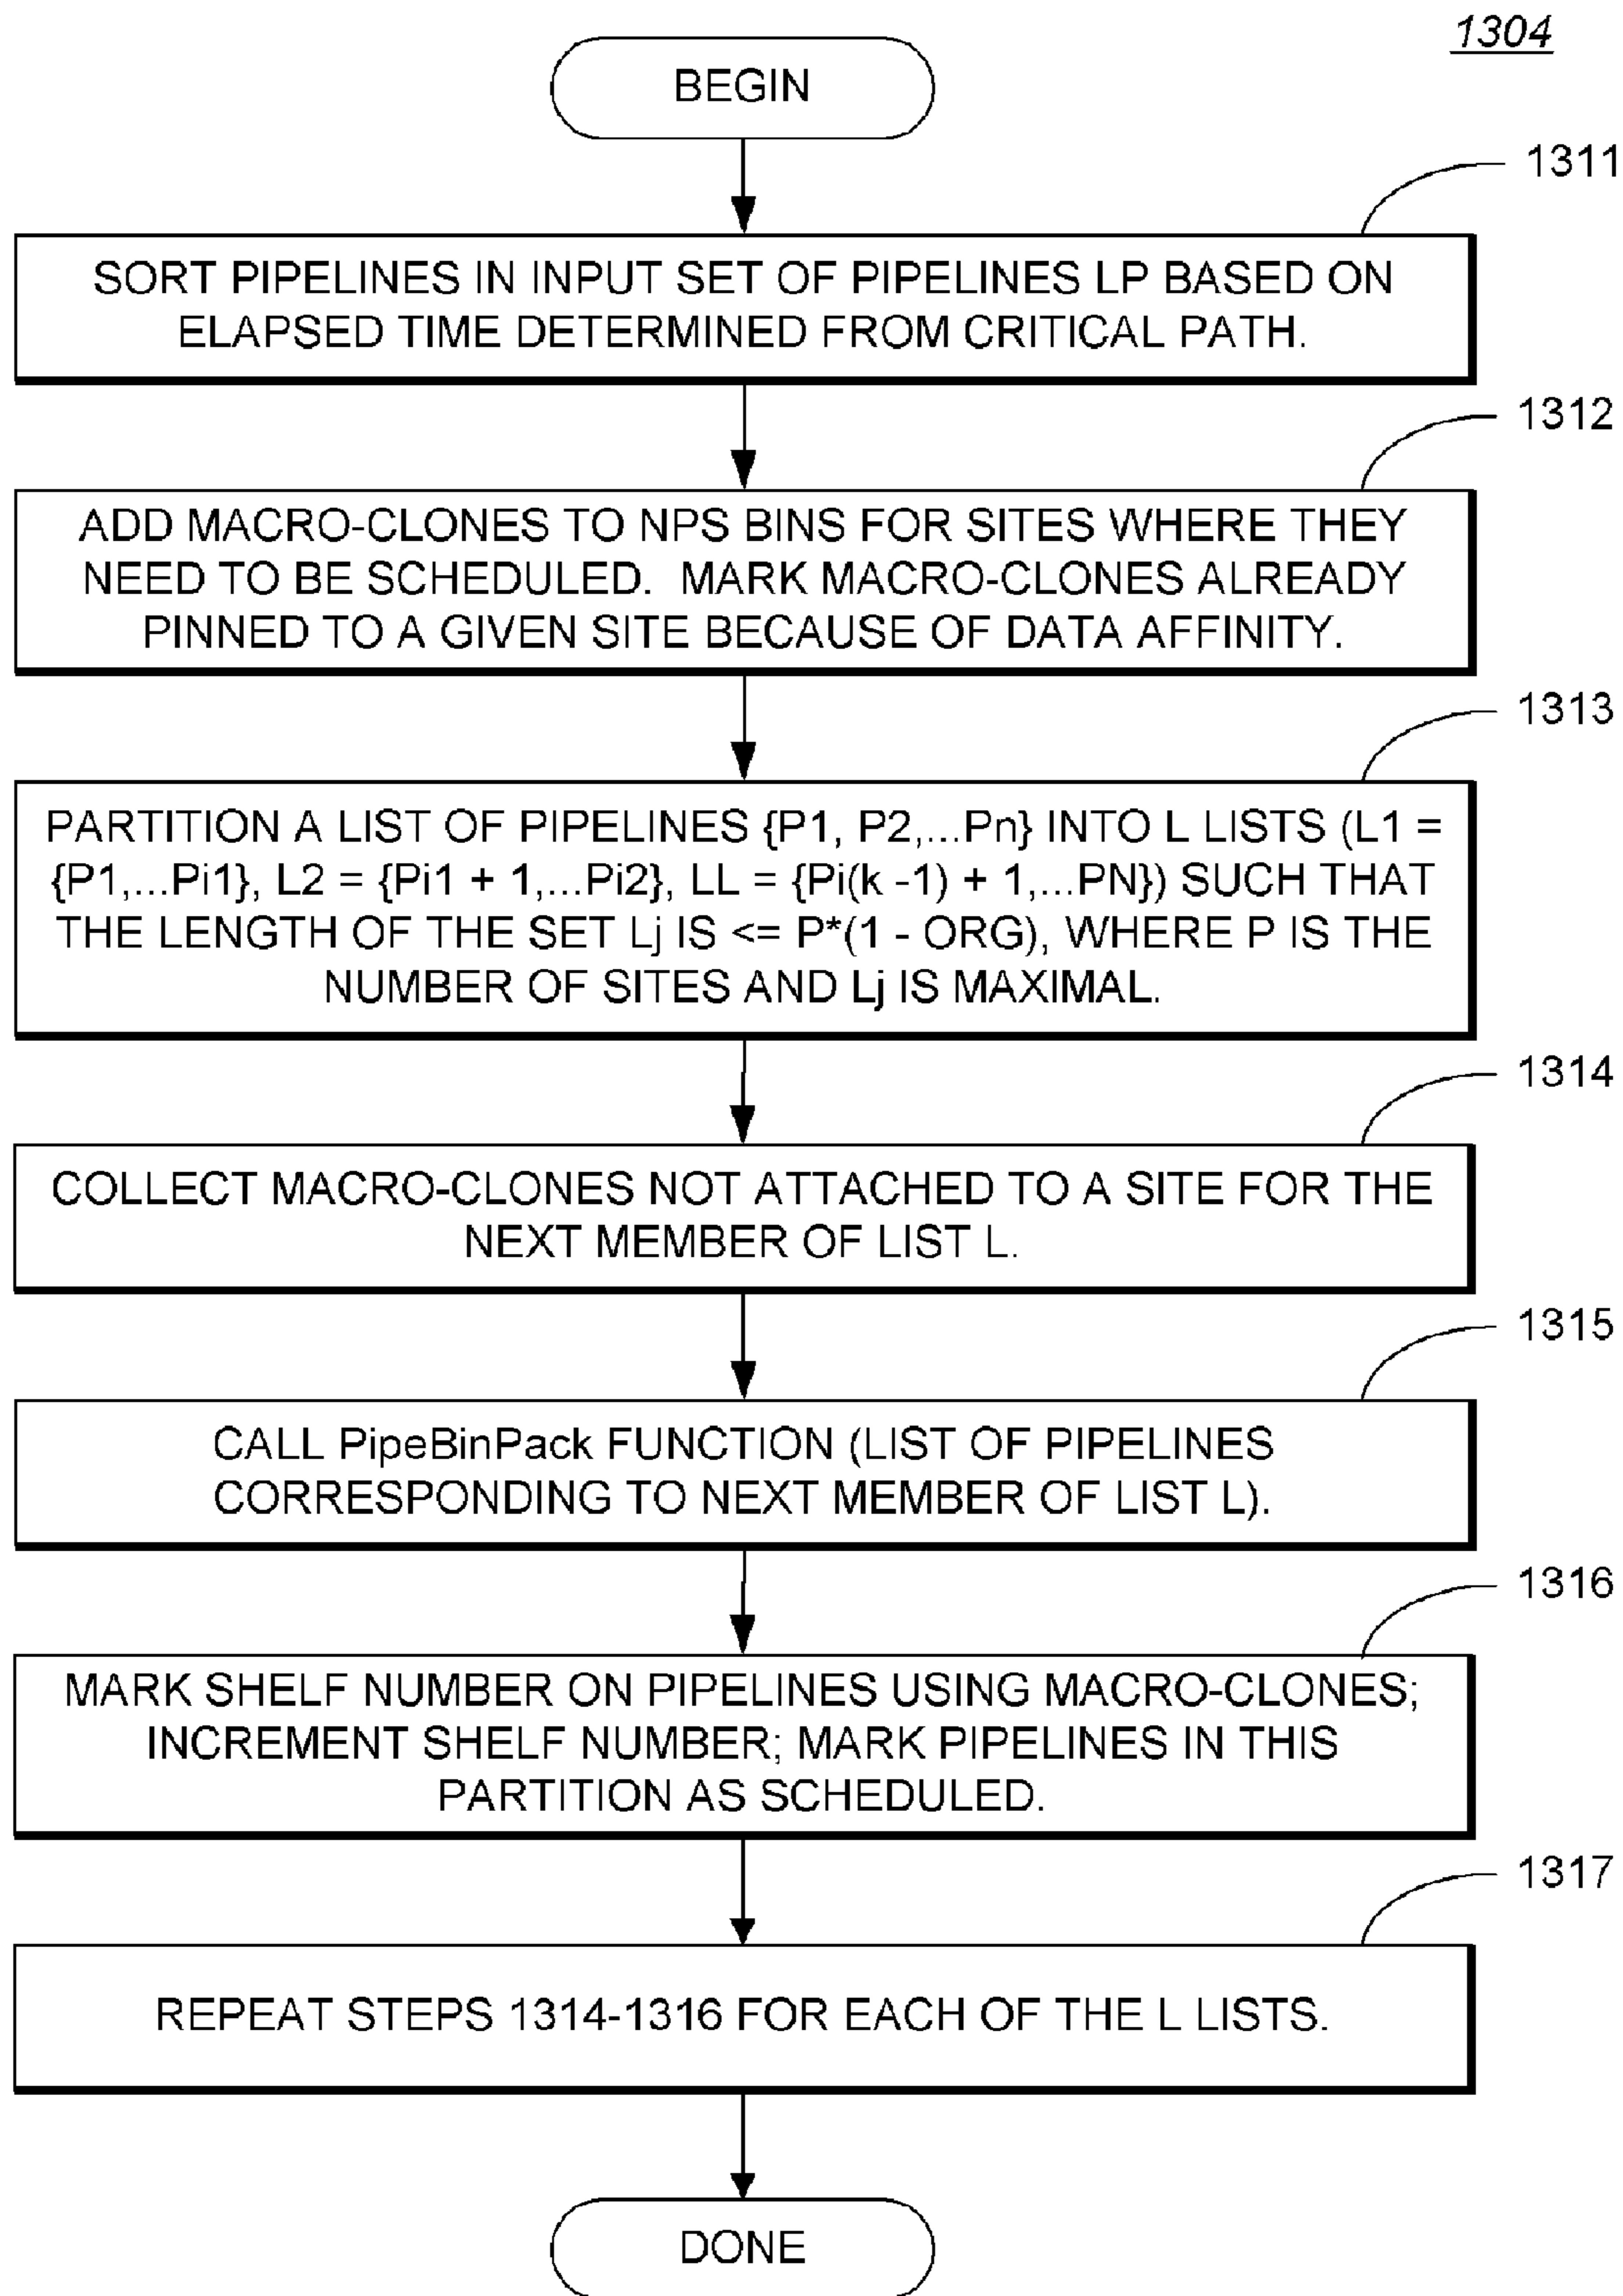 1304
BEGIN
1311
SORT PIPELINES IN INPUT SET OF PIPELINES LP BASED ON
ELAPSED TIME DETERMINED FROM CRITICAL PATH.
1312
ADD MACRO-CLONES TO NPS BINS FOR SITES WHERE THEY
NEED TO BE SCHEDULED. MARK MACRO-CLONES ALREADY
PINNED TO A GIVEN SITE BECAUSE OF DATA AFFINITY.
1313
PARTITION A LIST OF PIPELINES {P1, P2,...Pn} INTO L LISTS (L1 =
{P1,...Pi1}, L2 = {Pi1 + 1,...Pi2}, LL = {Pi(k -1) + 1,...PN}) SUCH THAT
THE LENGTH OF THE SET Lj IS <= P*(1 - ORG), WHERE P IS THE
NUMBER OF SITES AND Lj IS MAXIMAL.
1314
COLLECT MACRO-CLONES NOT ATTACHED TO A SITE FOR THE
NEXT MEMBER OF LIST L.
1315
CALL PipeBinPack FUNCTION (LIST OF PIPELINES
CORRESPONDING TO NEXT MEMBER OF LIST L).
1316
MARK SHELF NUMBER ON PIPELINES USING MACRO-CLONES;
INCREMENT SHELF NUMBER; MARK PIPELINES IN THIS
PARTITION AS SCHEDULED.
1317
REPEAT STEPS 1314-1316 FOR EACH OF THE L LISTS.
DONE